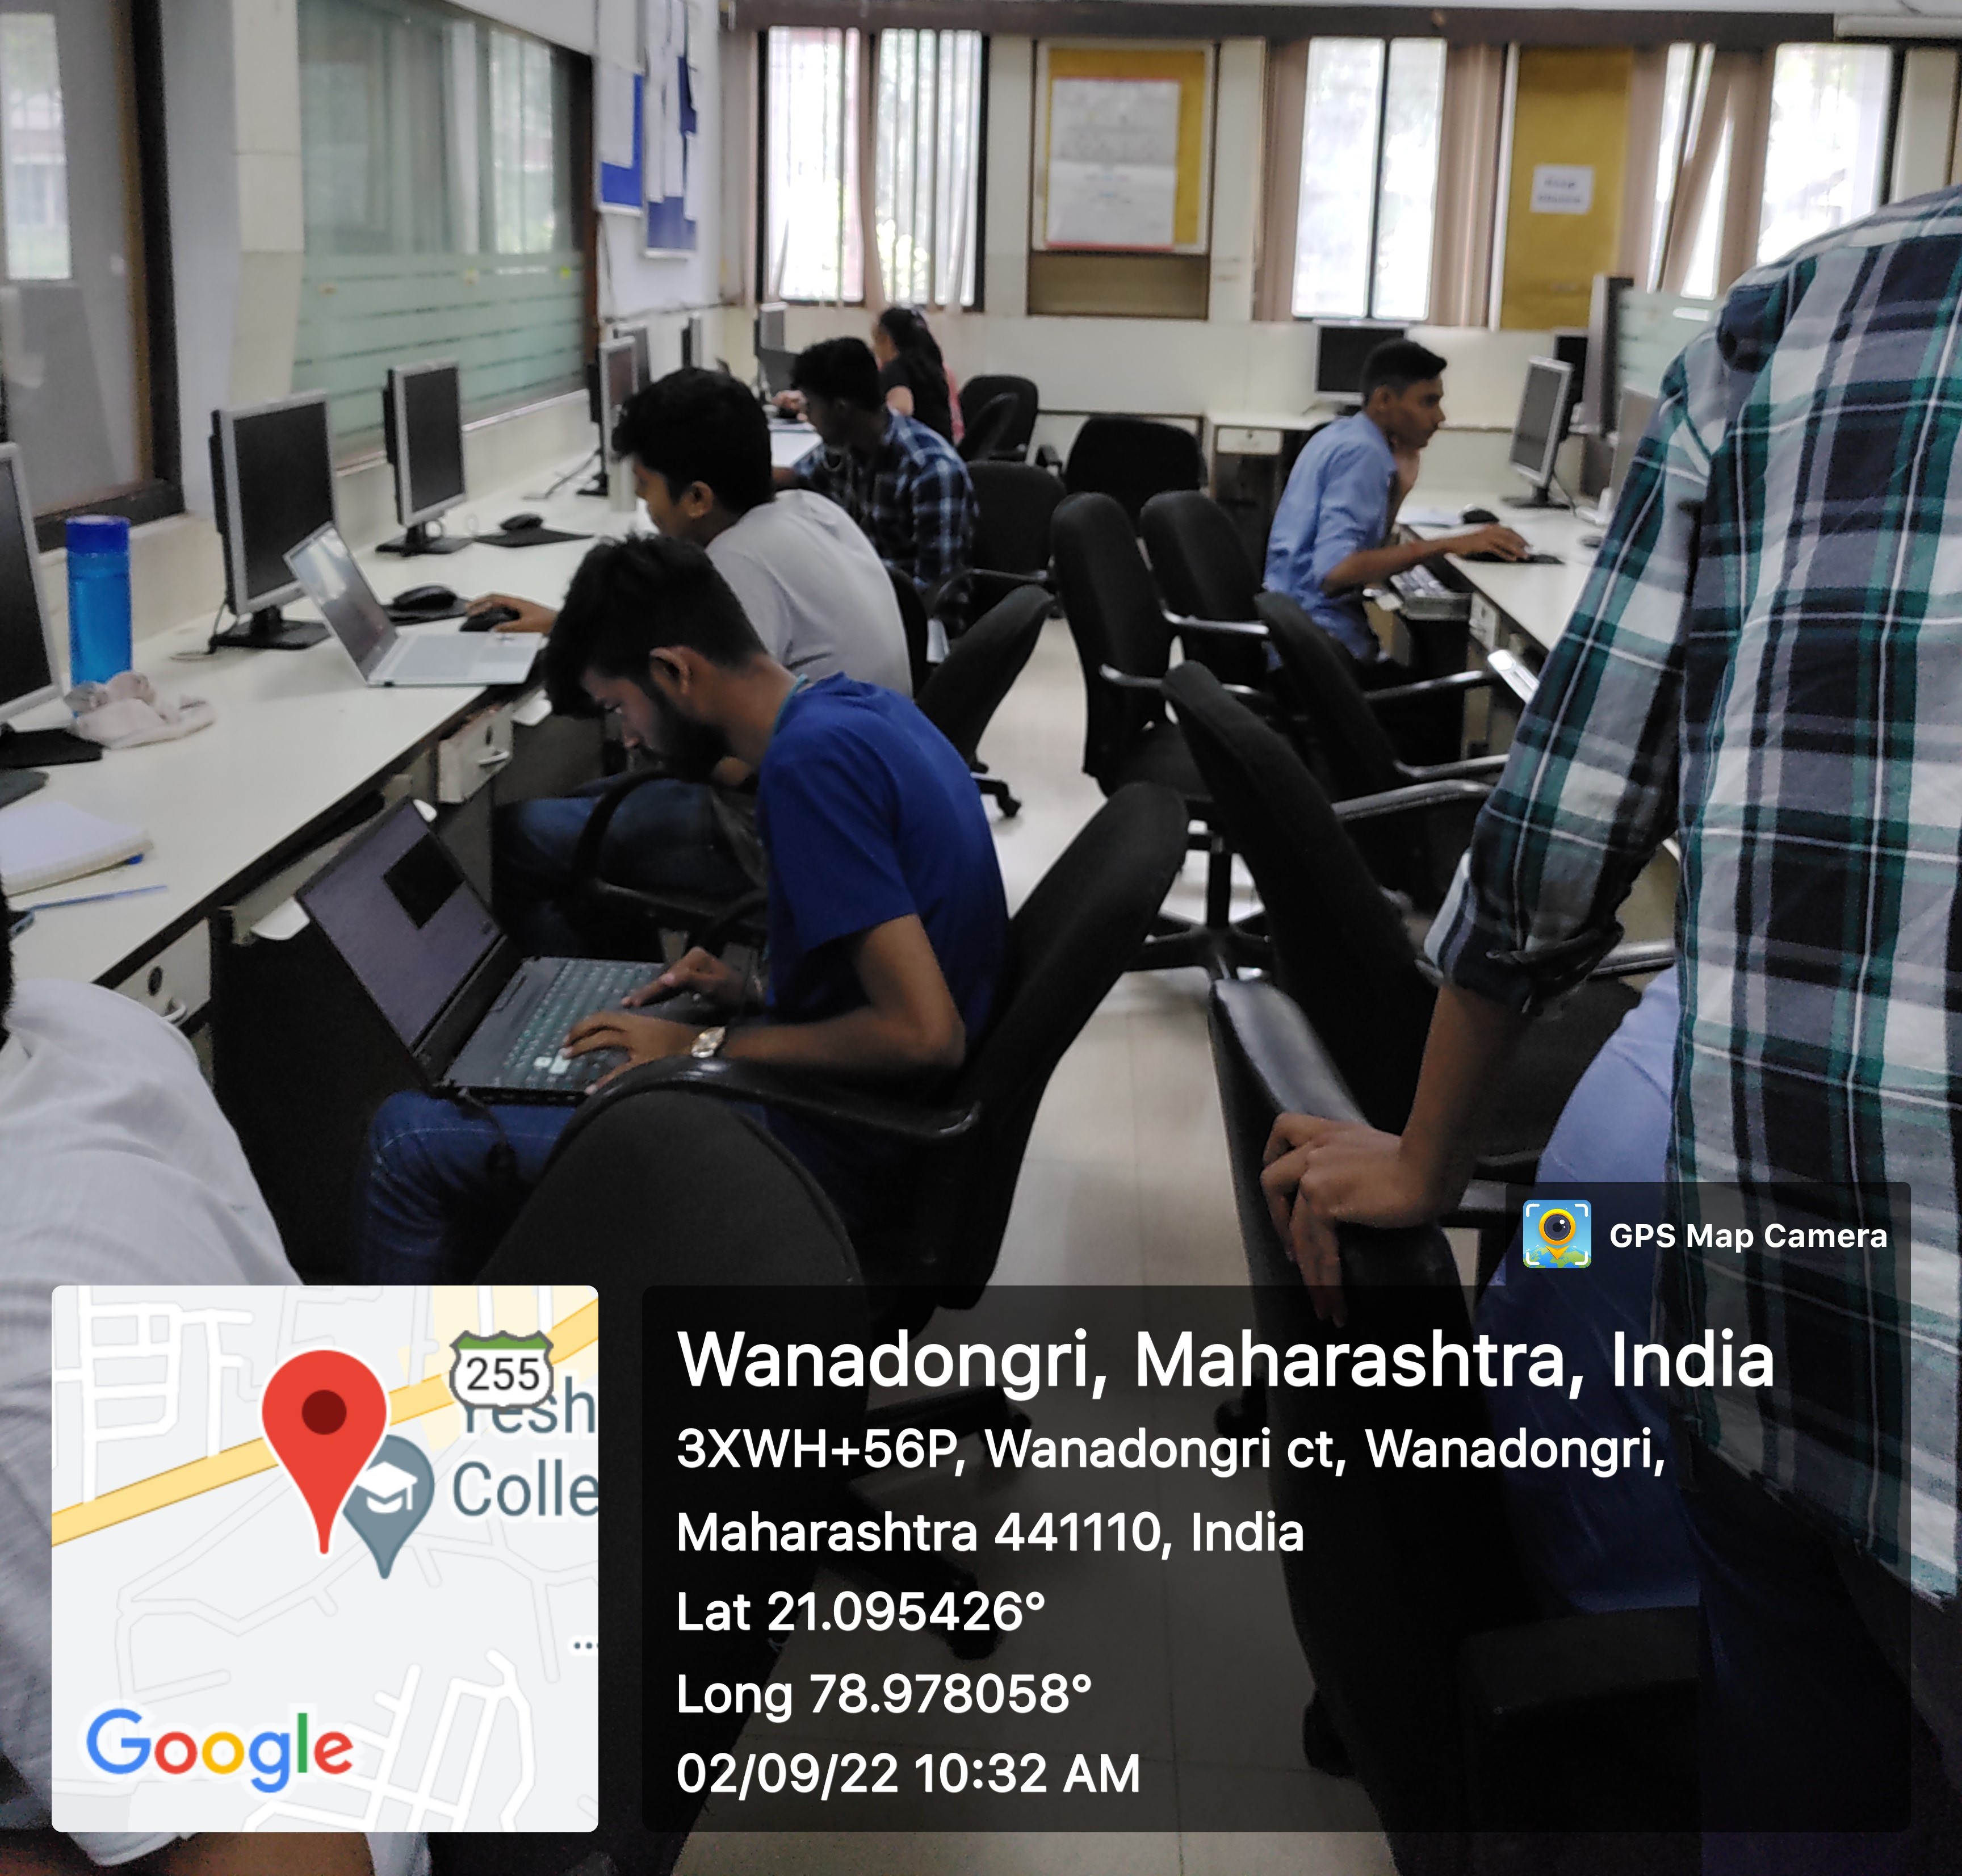 GPS Map Camera
255
Colle
Google
Wanadongri, Maharashtra, India
3XWH+56P, Wanadongri ct, Wanadongri,
Maharashtra 441110, India
Lat 21.095426°
Long 78.978058°
02/09/22 10:32 AM